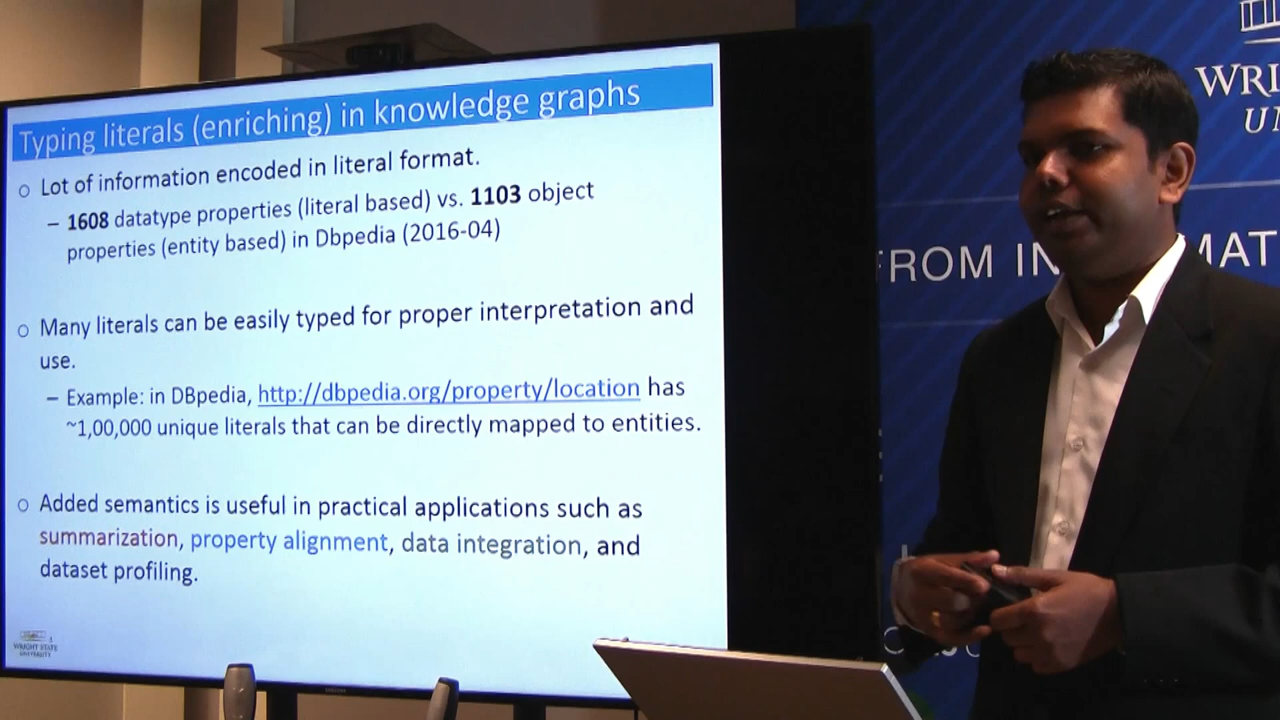 Typing literals (enriching) in knowledge graphs
○ Lot of information encoded in literal format.
– 1608 datatype properties (literal based) vs. 1103 object
properties (entity based) in Dbpedia (2016-04)
○ Many literals can be easily typed for proper interpretation and
use.
– Example: in DBpedia, http://dbpedia.org/property/location has
~1,00,000 unique literals that can be directly mapped to entities.
○ Added semantics is useful in practical applications such as
summarization, property alignment, data integration, and
dataset profiling.
WRIGHT STATE
UNIVERSITY
WRI
UN
FROM IN
MAT